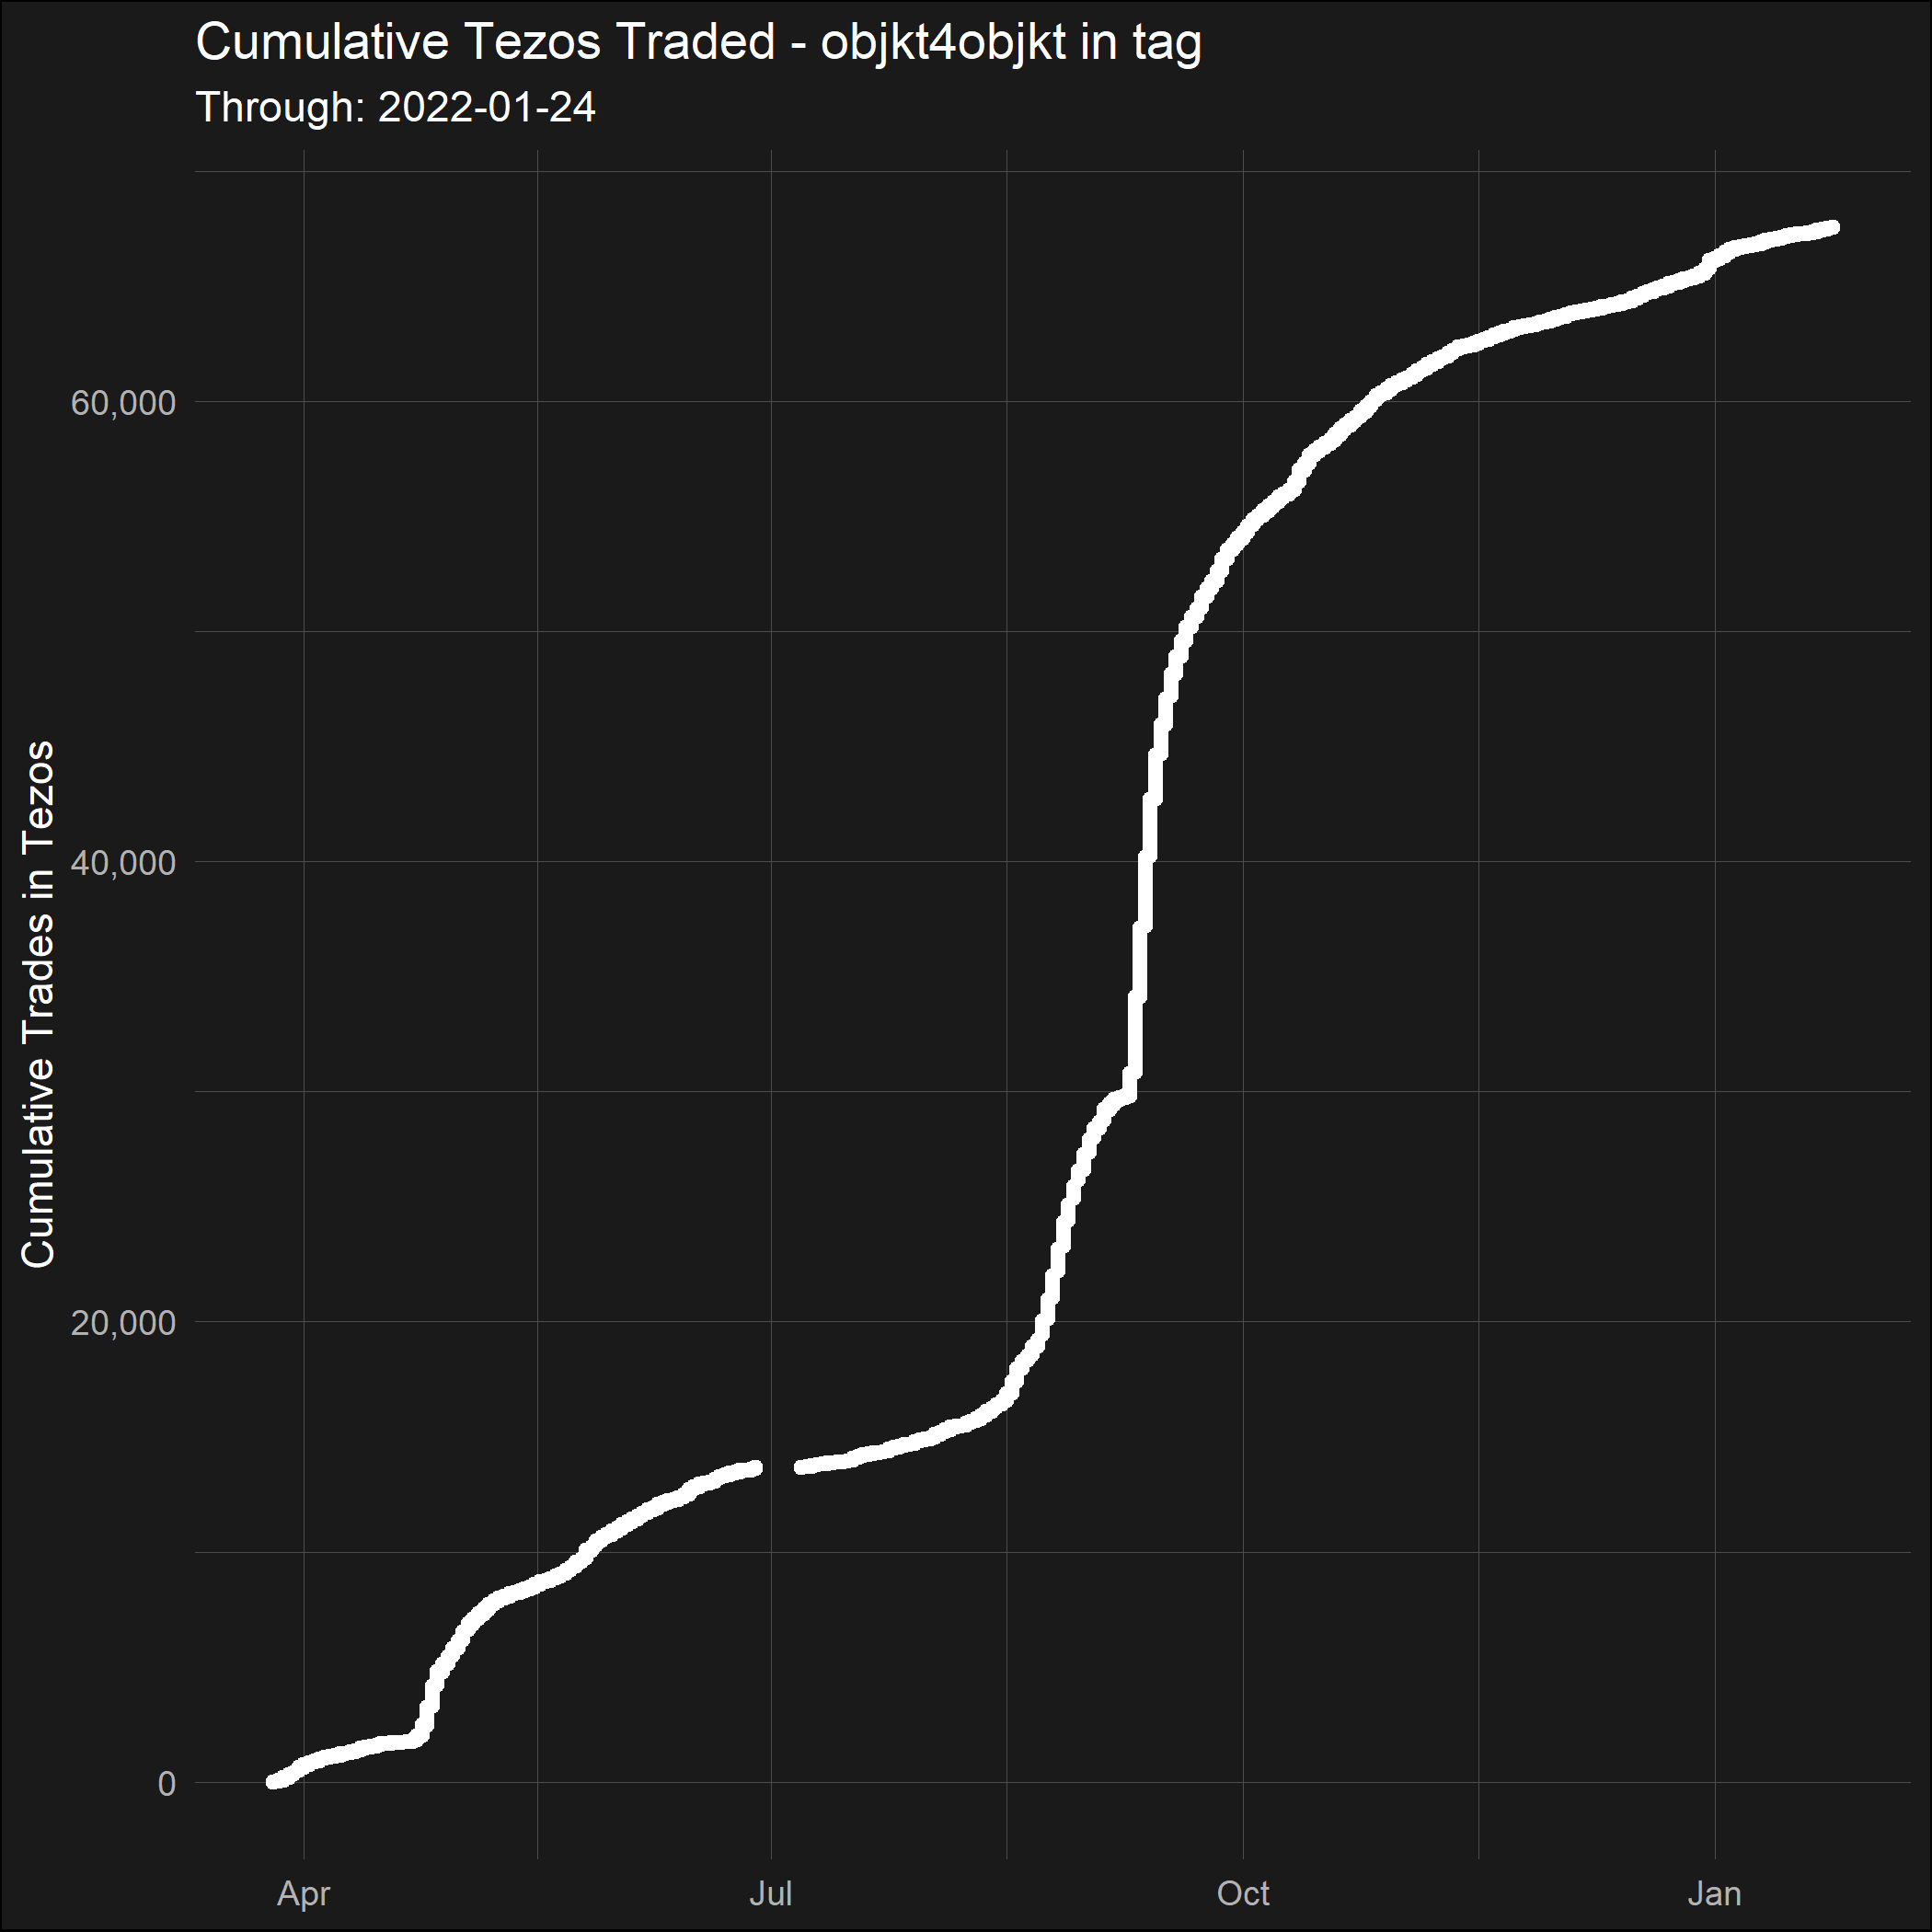 Cumulative Tezos Traded - objkt4objkt in tag
Through: 2022-01-24
Cumulative Trades in Tezos
60,000
40,000
20,000
0
Apr
Jul
Oct
Jan